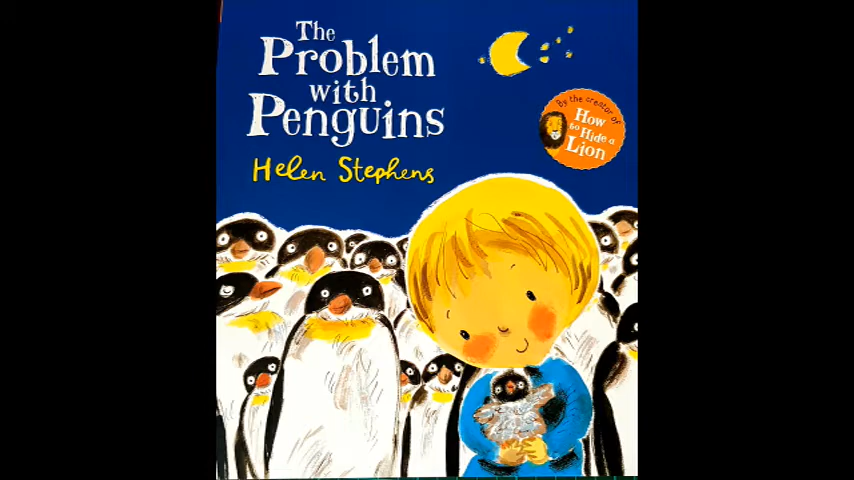 The
Problem
with
Penguins
Helen Stephens
By the creator of
How
to Hide a
Lion